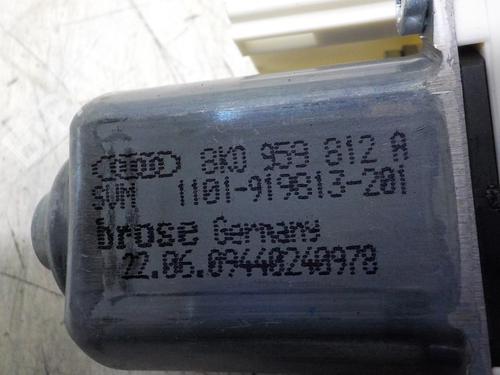 8K0 959 812 A
SVM 1101-919813-201
brose Germany
22.06.09440240978